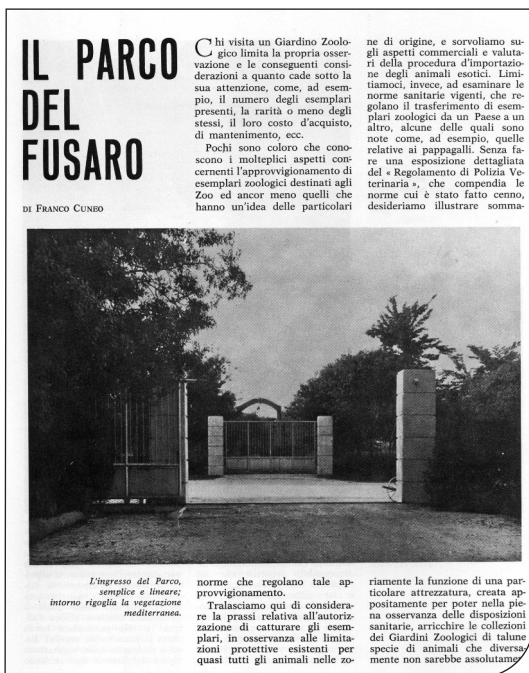 IL PARCO
DEL
FUSARO
DI FRANCO CUNEO
Chi visita un Giardino Zoolo-
gico limita la propria osser-
vazione e le conseguenti consi-
derazioni a quanto cade sotto la
sua attenzione, come, ad esem-
pio, il numero degli esemplari
presenti, la rarità o meno degli
stessi, il loro costo d'acquisto,
di mantenimento, ecc.
Pochi sono coloro che cono-
scono i molteplici aspetti con-
cernenti l'approvvigionamento di
esemplari zoologici destinati agli
Zoo ed ancor meno quelli che
hanno un'idea delle particolari
norme che regolano tale ap-
provvigionamento.
Tralasciamo qui di considera-
re la prassi relativa all'autoriz-
zazione di catturare gli esem-
plari, in osservanza alle limita-
zioni protettive esistenti per
quasi tutti gli animali nelle zo-
ne di origine, e sorvoliamo su-
gli aspetti commerciali e valuta-
ri della procedura d'importazio-
ne degli animali esotici. Limi-
tiamoci, invece, ad esaminare le
norme sanitarie vigenti, che re-
golano il trasferimento di esem-
plari zoologici da un Paese a un
altro, alcune delle quali sono
note come, ad esempio, quelle
relative ai pappagalli. Senza fa-
re una esposizione dettagliata
del « Regolamento di Polizia Ve-
terinaria », che compendia le
norme cui è stato fatto cenno,
desideriamo illustrare somma-
riamente la funzione di una par-
ticolare attrezzatura, creata ap-
positamente per poter nella pie-
na osservanza delle disposizioni
sanitarie, arricchire le collezioni
dei Giardini Zoologici di talune
specie di animali che diversa-
mente non sarebbe assolutamen-
L'ingresso del Parco,
semplice e lineare;
intorno rigoglia la vegetazione
mediterranea.